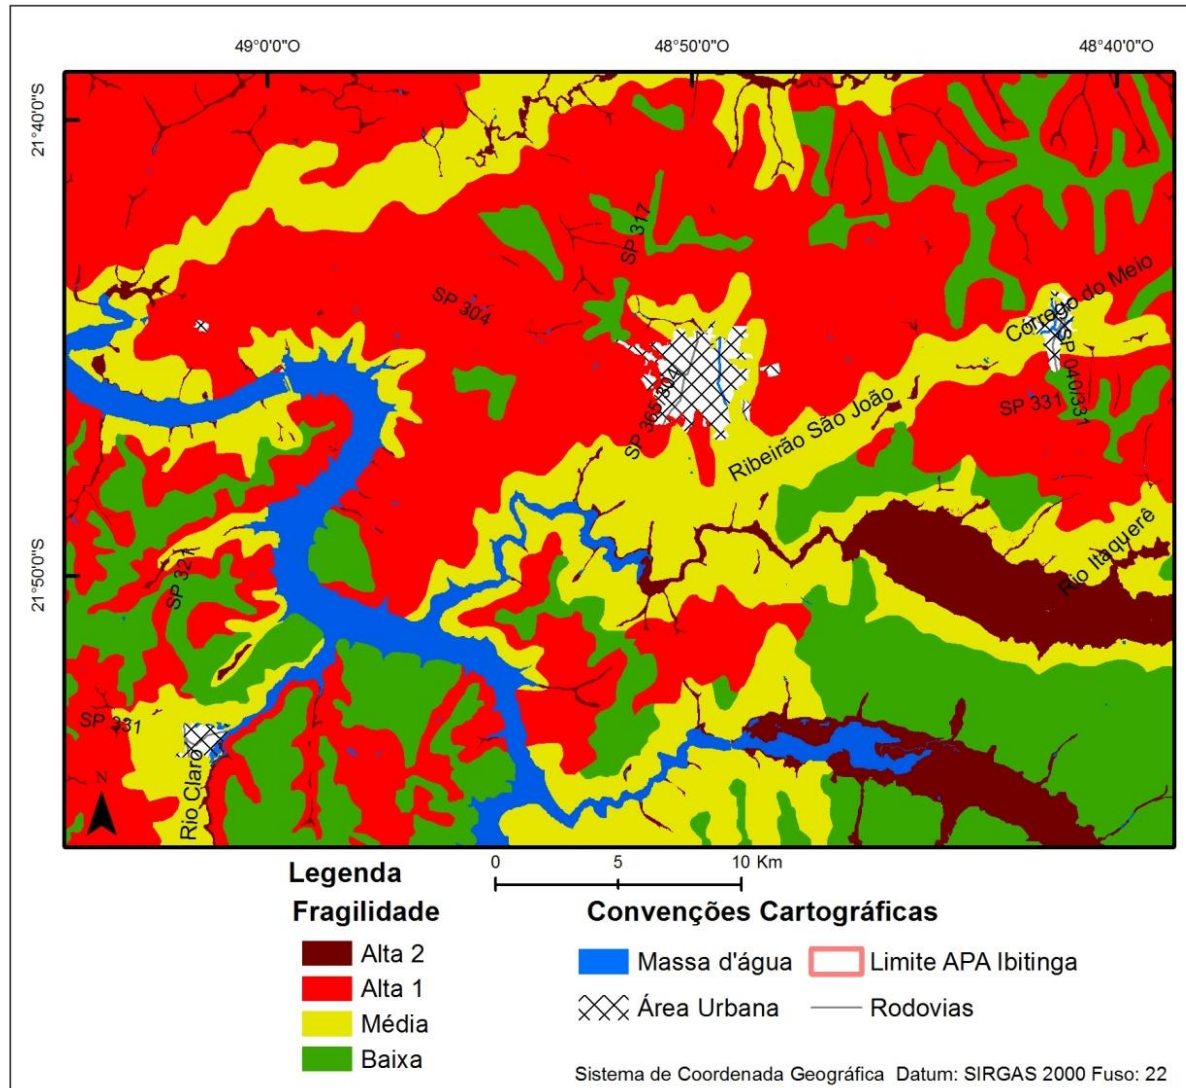 49°0'0"O 48°50'0"O 48°40'0"O
21°40'0"S
SP 317
SP 304
Córrego do Meio
SP 040/331
SP 331
SP 365/304
Ribeirão São João
21°50'0"S
SP 321
Rio Itaquerê
SP 331
Rio Claro
N
0 5 10 Km
Legenda
Fragilidade
Alta 2
Alta 1
Média
Baixa
Convenções Cartográficas
Massa d'água
Limite APA Ibitinga
Área Urbana
Rodovias
Sistema de Coordenada Geográfica Datum: SIRGAS 2000 Fuso: 22